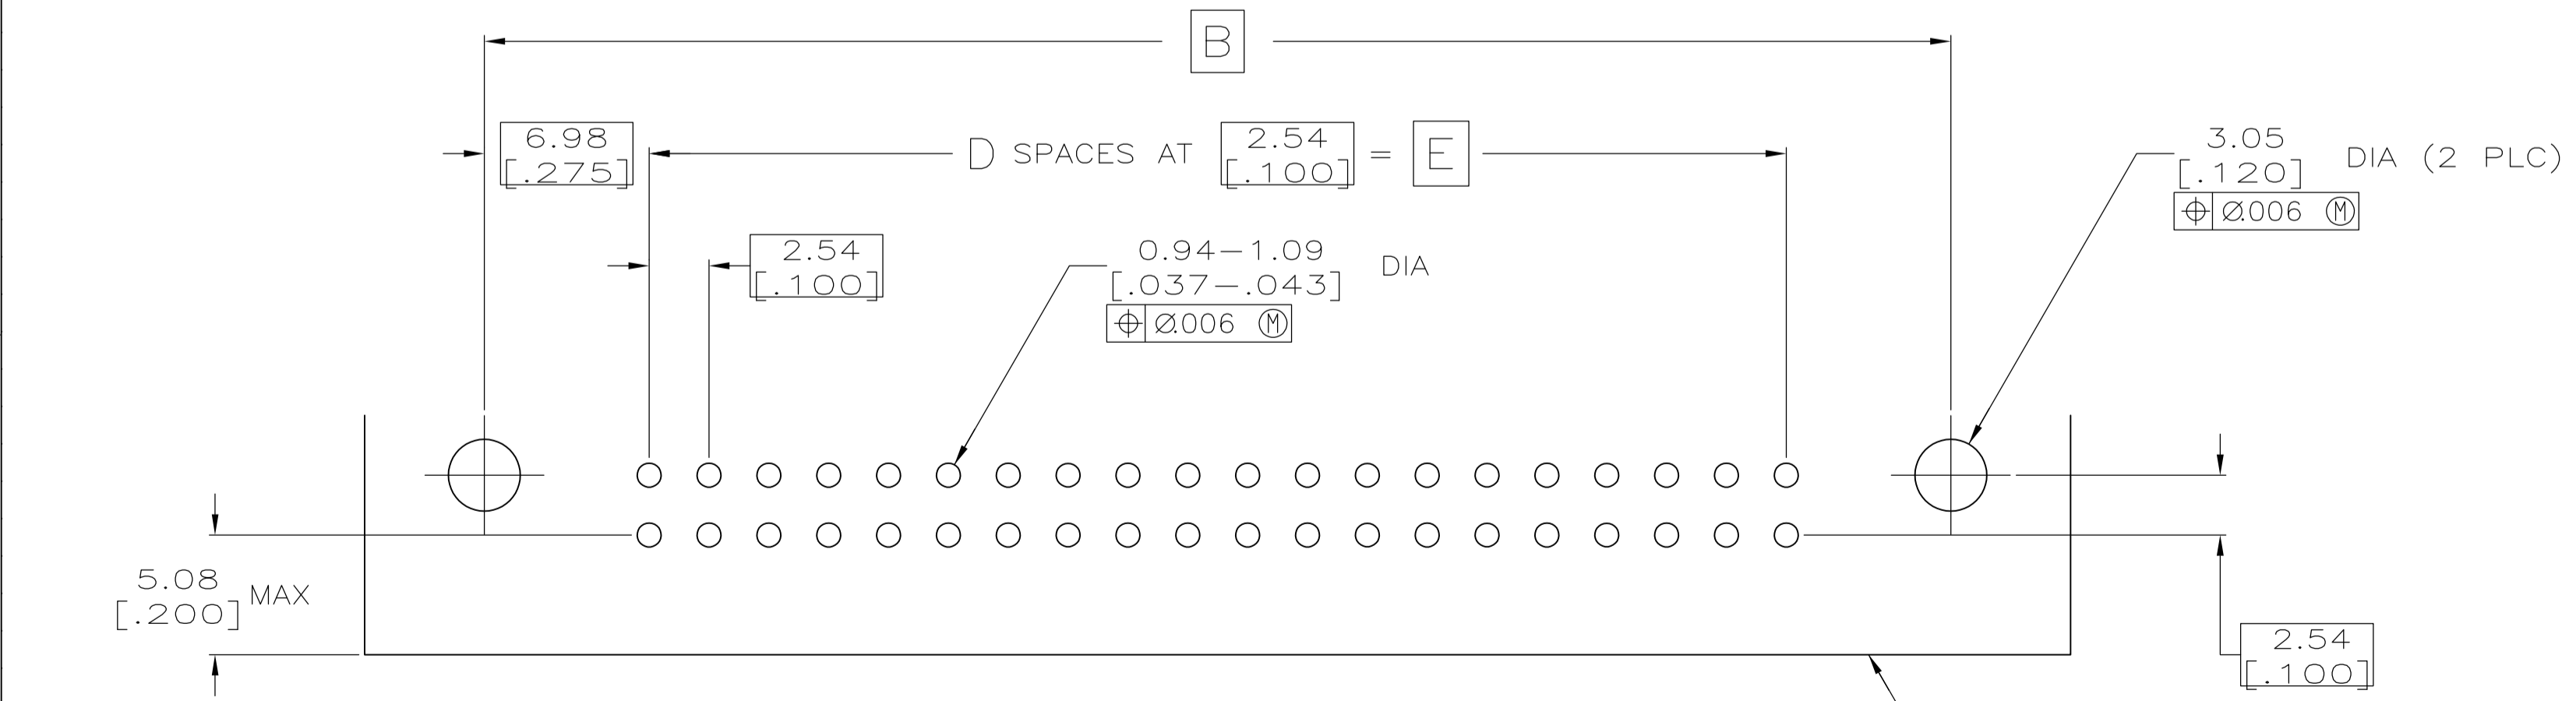 B
6.98
[.275]
D SPACES AT 2.54 [.100] = E
3.05
[.120] DIA (2 PLC)
⌖ Ø.006 Ⓜ
2.54
[.100]
0.94-1.09
[.037-.043] DIA
⌖ Ø.006 Ⓜ
5.08
[.200] MAX
2.54
[.100]